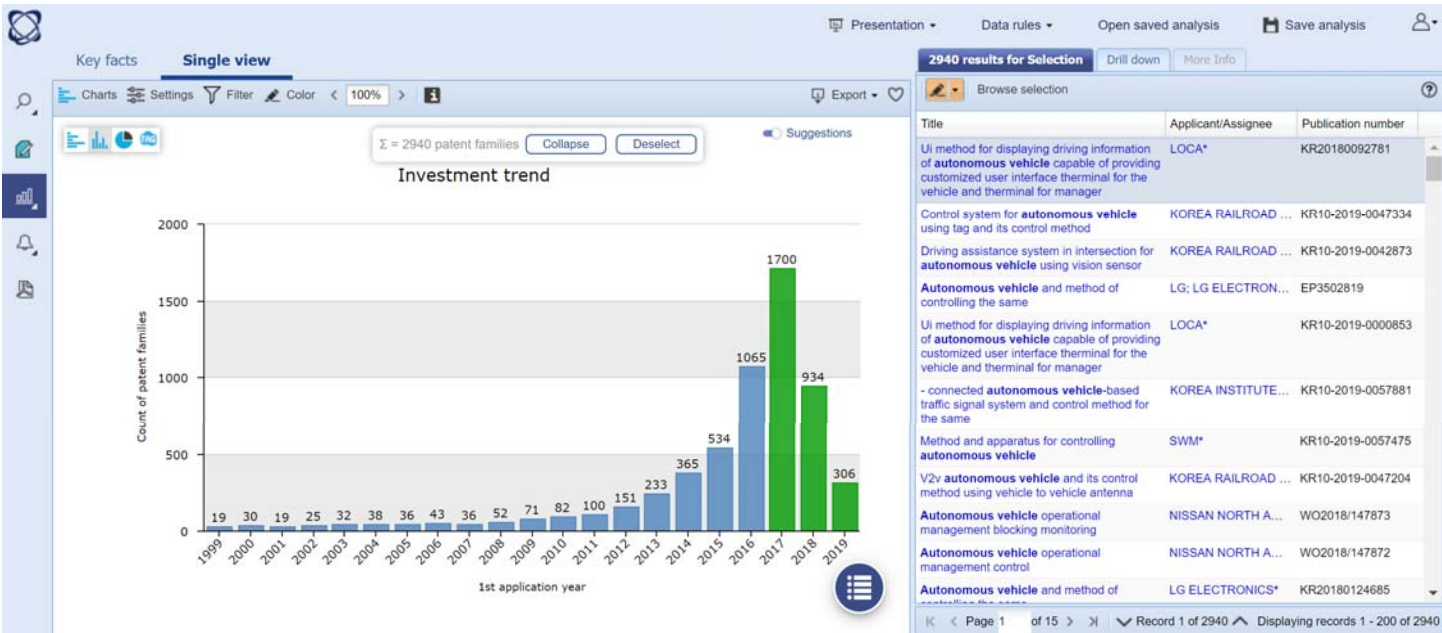 Presentation
Data rules
Open saved analysis
Save analysis
Key facts
Single view
Charts
Settings
Filter
Color
< 100% >
Export
Σ = 2940 patent families
Collapse
Deselect
Suggestions
Investment trend
Count of patent families
2000
1500
1000
500
0
19
30
19
25
32
38
36
43
36
52
71
82
100
151
233
365
534
1065
1700
934
306
1999
2000
2001
2002
2003
2004
2005
2006
2007
2008
2009
2010
2011
2012
2013
2014
2015
2016
2017
2018
2019
1st application year
2940 results for Selection
Drill down
More Info
Browse selection
Title Applicant/Assignee Publication number
Ui method for displaying driving information LOCA* KR20180092781
of autonomous vehicle capable of providing
customized user interface therminal for the
vehicle and therminal for manager
Control system for autonomous vehicle KOREA RAILROAD ... KR10-2019-0047334
using tag and its control method
Driving assistance system in intersection for KOREA RAILROAD ... KR10-2019-0042873
autonomous vehicle using vision sensor
Autonomous vehicle and method of LG; LG ELECTRON... EP3502819
controlling the same
Ui method for displaying driving information LOCA* KR10-2019-0000853
of autonomous vehicle capable of providing
customized user interface therminal for the
vehicle and therminal for manager
- connected autonomous vehicle-based KOREA INSTITUTE... KR10-2019-0057881
traffic signal system and control method for
the same
Method and apparatus for controlling SWM* KR10-2019-0057475
autonomous vehicle
V2v autonomous vehicle and its control KOREA RAILROAD ... KR10-2019-0047204
method using vehicle to vehicle antenna
Autonomous vehicle operational NISSAN NORTH A... WO2018/147873
management blocking monitoring
Autonomous vehicle operational NISSAN NORTH A... WO2018/147872
management control
Autonomous vehicle and method of LG ELECTRONICS* KR20180124685
Page 1 of 15 Record 1 of 2940 Displaying records 1 - 200 of 2940